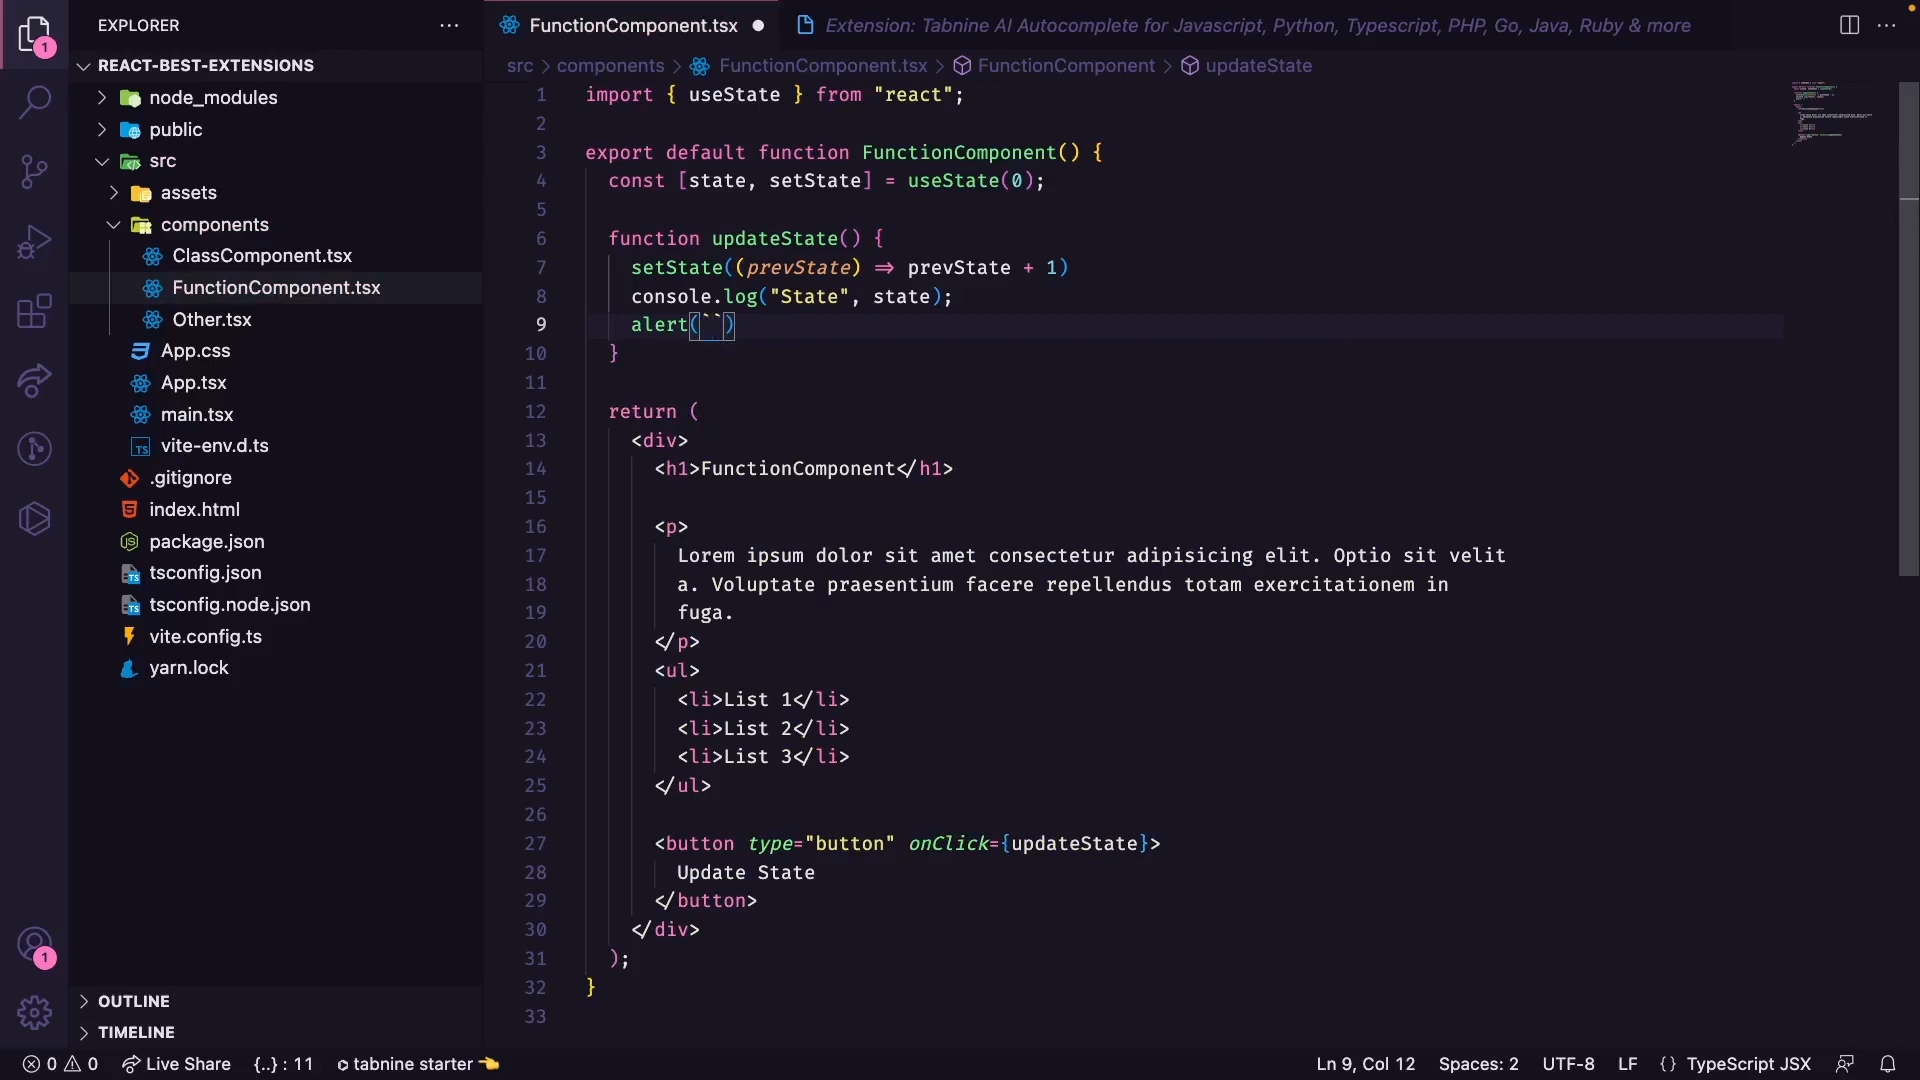 EXPLORER
REACT-BEST-EXTENSIONS
node_modules
public
src
assets
components
ClassComponent.tsx
FunctionComponent.tsx
Other.tsx
App.css
App.tsx
main.tsx
vite-env.d.ts
.gitignore
index.html
package.json
tsconfig.json
tsconfig.node.json
vite.config.ts
yarn.lock
OUTLINE
TIMELINE
1
1
FunctionComponent.tsx
Extension: Tabnine AI Autocomplete for Javascript, Python, Typescript, PHP, Go, Java, Ruby & more
src > components > FunctionComponent.tsx > FunctionComponent > updateState
1 import { useState } from "react";
2
3 export default function FunctionComponent() {
4 const [state, setState] = useState(0);
5
6 function updateState() {
7 setState((prevState) => prevState + 1)
8 console.log("State", state);
9 alert(``)
10 }
11
12 return (
13 <div>
14 <h1>FunctionComponent</h1>
15
16 <p>
17 Lorem ipsum dolor sit amet consectetur adipisicing elit. Optio sit velit
18 a. Voluptate praesentium facere repellendus totam exercitationem in
19 fuga.
20 </p>
21 <ul>
22 <li>List 1</li>
23 <li>List 2</li>
24 <li>List 3</li>
25 </ul>
26
27 <button type="button" onClick={updateState}>
28 Update State
29 </button>
30 </div>
31 );
32 }
33
0 0 Live Share {..} : 11 tabnine starter Ln 9, Col 12 Spaces: 2 UTF-8 LF {} TypeScript JSX